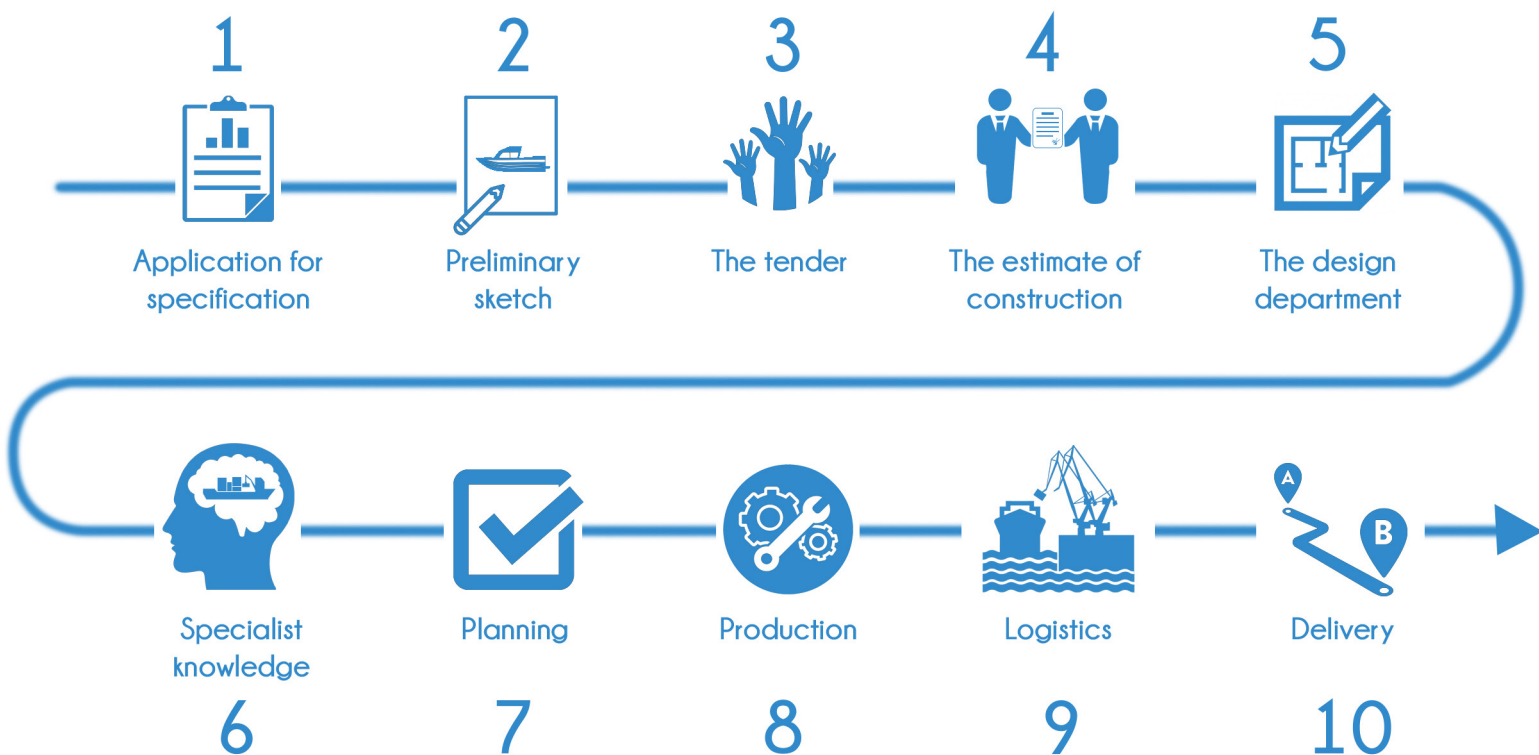 1
2
3
4
5
Application for
specification
Preliminary
sketch
The tender
The estimate of
construction
The design
department
A
B
Specialist
knowledge
Planning
Production
Logistics
Delivery
6
7
8
9
10